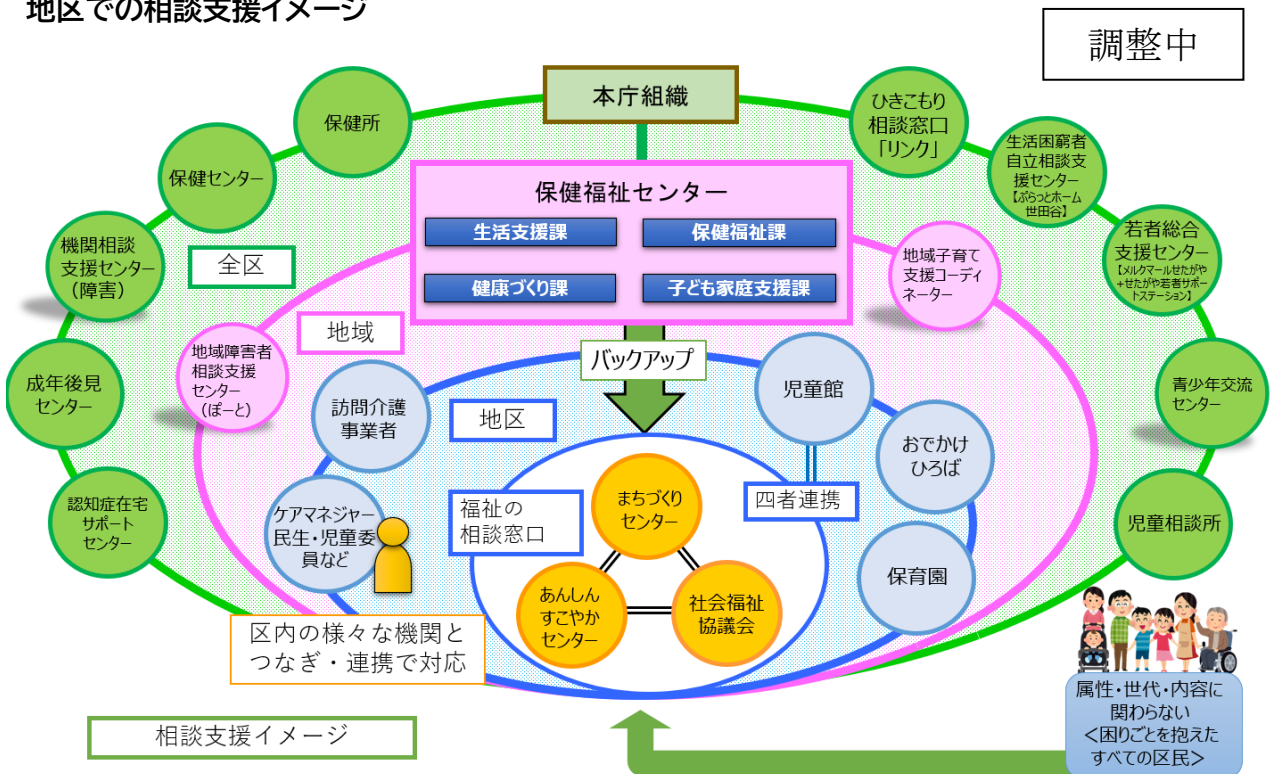 地区での相談支援イメージ
調整中
本庁組織
保健所
保健センター
機関相談
支援センター
（障害）
成年後見
センター
認知症在宅
サポート
センター
ひきこもり
相談窓口
「リンク」
生活困窮者
自立相談支
援センター
【ぷらっとホーム
世田谷】
若者総合
支援センター
【メルクマールせたがや
+せたがや若者サポー
トステーション】
青少年交流
センター
児童相談所
全区
保健福祉センター
生活支援課
保健福祉課
健康づくり課
子ども家庭支援課
地域
地域障害者
相談支援
センター
（ぽーと）
地域子育て
支援コーディ
ネーター
バックアップ
地区
訪問介護
事業者
ケアマネジャー
民生・児童委
員など
児童館
おでかけ
ひろば
保育園
四者連携
福祉の
相談窓口
まちづくり
センター
あんしん
すこやか
センター
社会福祉
協議会
区内の様々な機関と
つなぎ・連携で対応
相談支援イメージ
属性・世代・内容に
関わらない
＜困りごとを抱えた
すべての区民＞